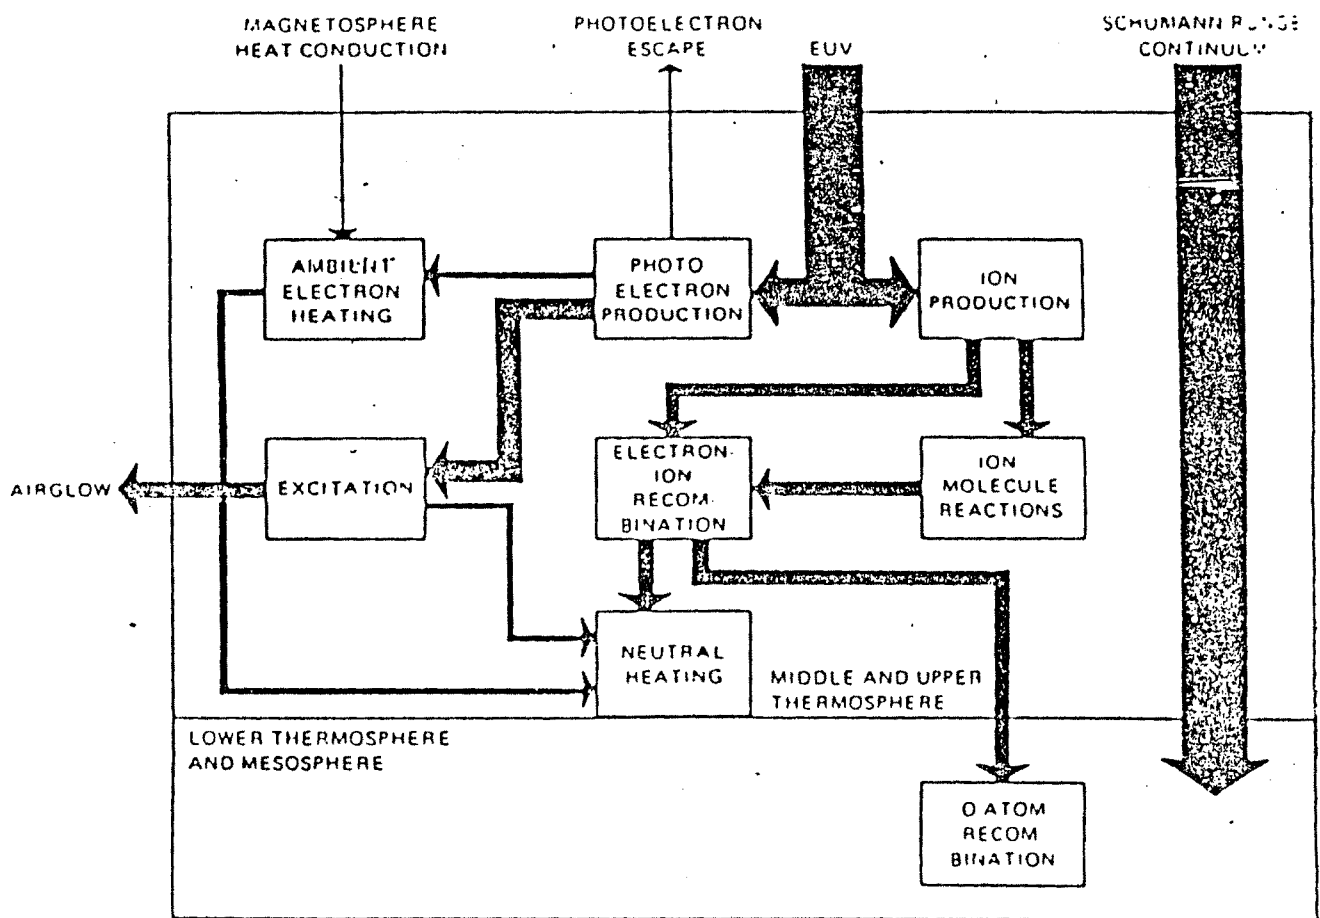 MAGNETOSPHERE
HEAT CONDUCTION
PHOTOELECTRON
ESCAPE
EUV
SCHUMANN RUNGE
CONTINUUM
AMBIENT
ELECTRON
HEATING
PHOTO
ELECTRON
PRODUCTION
ION
PRODUCTION
AIRGLOW
EXCITATION
ELECTRON-
ION
RECOM-
BINATION
ION
MOLECULE
REACTIONS
NEUTRAL
HEATING
MIDDLE AND UPPER
THERMOSPHERE
LOWER THERMOSPHERE
AND MESOSPHERE
O ATOM
RECOM
BINATION